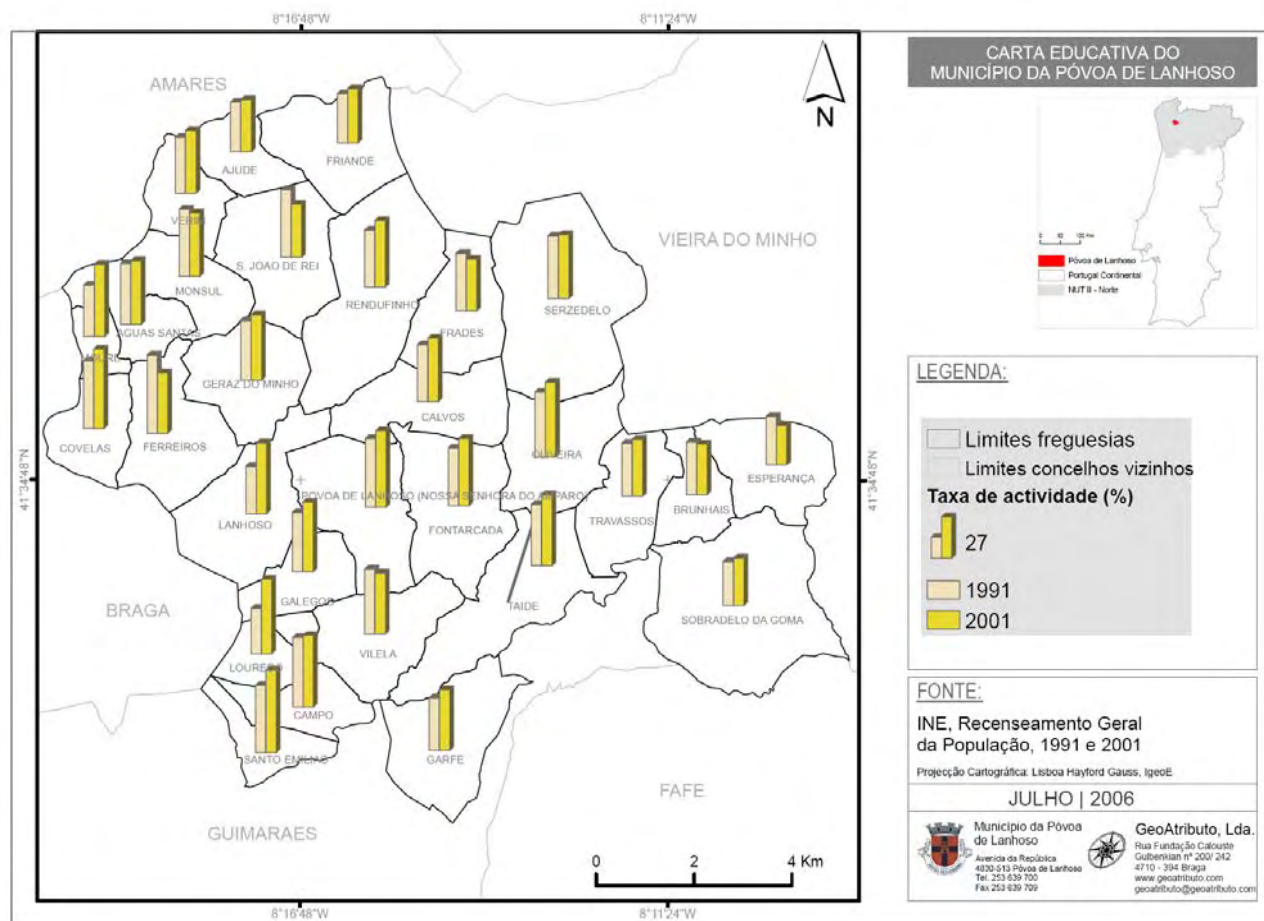 8°16'48"W
8°11'24"W
AMARES
N
AJUDE
FRIANDE
VERIM
S. JOAO DE REI
VIEIRA DO MINHO
MONSUL
RENDUFINHO
FRADES
SERZEDELO
AGUAS SANTAS
MOURE
GERAZ DO MINHO
CALVOS
COVELAS
FERREIROS
OLIVEIRA
ESPERANÇA
41°34'48"N
41°34'48"N
POVOA DE LANHOSO (NOSSA SENHORA DO AMPARO)
LANHOSO
FONTARCADA
TRAVASSOS
BRUNHAIS
BRAGA
GALEGOS
TAIDE
SOBRADELO DA GOMA
LOUREDO
VILELA
CAMPO
SANTO EMILIAO
GARFE
FAFE
GUIMARAES
0 2 4 Km
8°16'48"W
8°11'24"W
CARTA EDUCATIVA DO
MUNICÍPIO DA PÓVOA DE LANHOSO
Póvoa de Lanhoso
Portugal Continental
NUT II - Norte
LEGENDA:
Limites freguesias
Limites concelhos vizinhos
Taxa de actividade (%)
27
1991
2001
FONTE:
INE, Recenseamento Geral
da População, 1991 e 2001
Projecção Cartográfica: Lisboa Hayford Gauss, IgeoE
JULHO | 2006
Município da Póvoa
de Lanhoso
Avenida da República
4830-513 Póvoa de Lanhoso
Tel. 253 639 700
Fax 253 639 709
GeoAtributo, Lda.
Rua Fundação Calouste
Gulbenkian nº 200/ 242
4710 - 394 Braga
www.geoatributo.com
geoatributo@geoatributo.com